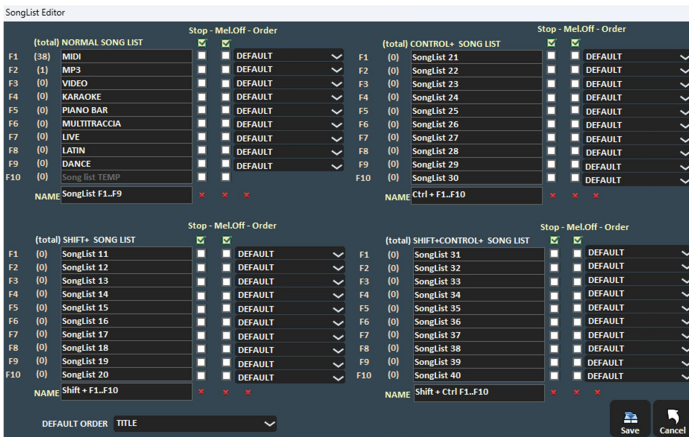 SongList Editor
Stop - Mel.Off - Order
(total) NORMAL SONG LIST
F1 (38) MIDI DEFAULT
F2 (1) MP3 DEFAULT
F3 (0) VIDEO DEFAULT
F4 (0) KARAOKE DEFAULT
F5 (0) PIANO BAR DEFAULT
F6 (0) MULTITRACCIA DEFAULT
F7 (0) LIVE DEFAULT
F8 (0) LATIN DEFAULT
F9 (0) DANCE DEFAULT
F10 (0) Song list TEMP
NAME SongList F1..F9
Stop - Mel.Off - Order
(total) CONTROL+ SONG LIST
F1 (0) SongList 21 DEFAULT
F2 (0) SongList 22 DEFAULT
F3 (0) SongList 23 DEFAULT
F4 (0) SongList 24 DEFAULT
F5 (0) SongList 25 DEFAULT
F6 (0) SongList 26 DEFAULT
F7 (0) SongList 27 DEFAULT
F8 (0) SongList 28 DEFAULT
F9 (0) SongList 29 DEFAULT
F10 (0) SongList 30 DEFAULT
NAME Ctrl + F1..F10
Stop - Mel.Off - Order
(total) SHIFT+ SONG LIST
F1 (0) SongList 11 DEFAULT
F2 (0) SongList 12 DEFAULT
F3 (0) SongList 13 DEFAULT
F4 (0) SongList 14 DEFAULT
F5 (0) SongList 15 DEFAULT
F6 (0) SongList 16 DEFAULT
F7 (0) SongList 17 DEFAULT
F8 (0) SongList 18 DEFAULT
F9 (0) SongList 19 DEFAULT
F10 (0) SongList 20 DEFAULT
NAME Shift + F1..F10
Stop - Mel.Off - Order
(total) SHIFT+CONTROL+ SONG LIST
F1 (0) SongList 31 DEFAULT
F2 (0) SongList 32 DEFAULT
F3 (0) SongList 33 DEFAULT
F4 (0) SongList 34 DEFAULT
F5 (0) SongList 35 DEFAULT
F6 (0) SongList 36 DEFAULT
F7 (0) SongList 37 DEFAULT
F8 (0) SongList 38 DEFAULT
F9 (0) SongList 39 DEFAULT
F10 (0) SongList 40 DEFAULT
NAME Shift + Ctrl F1..F10
DEFAULT ORDER TITLE
Save Cancel